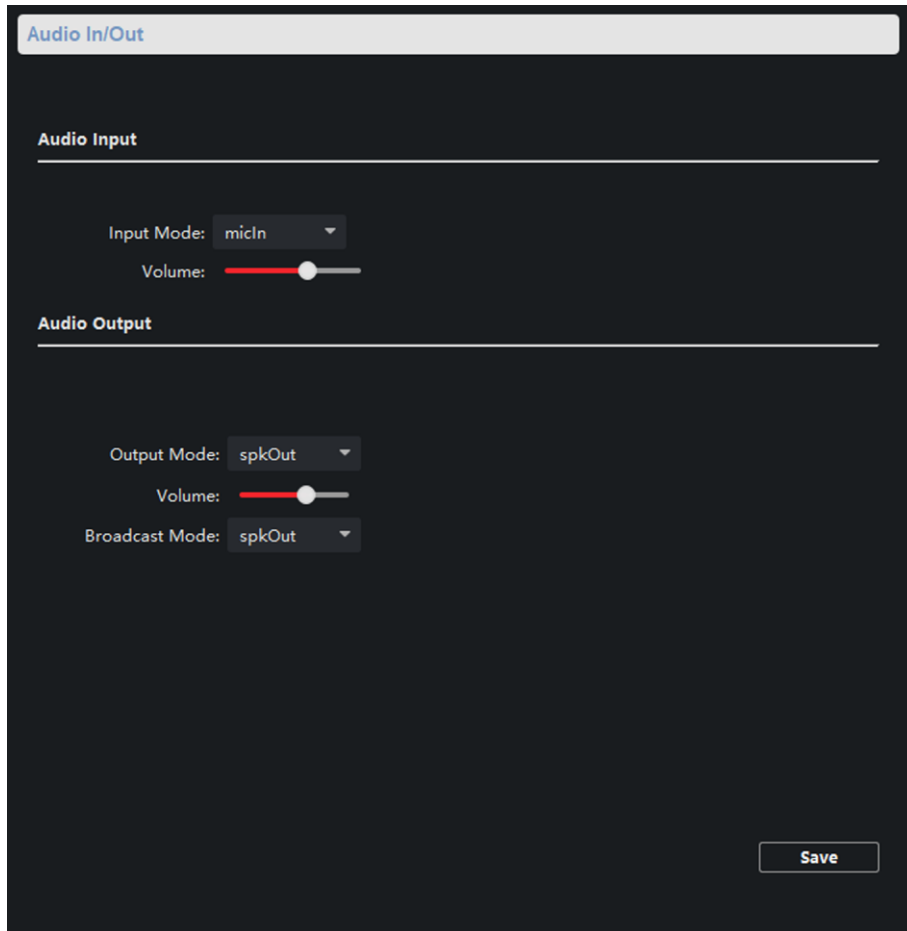 Audio In/Out
Audio Input
Input Mode: micIn
Volume:
Audio Output
Output Mode: spkOut
Volume:
Broadcast Mode: spkOut
Save